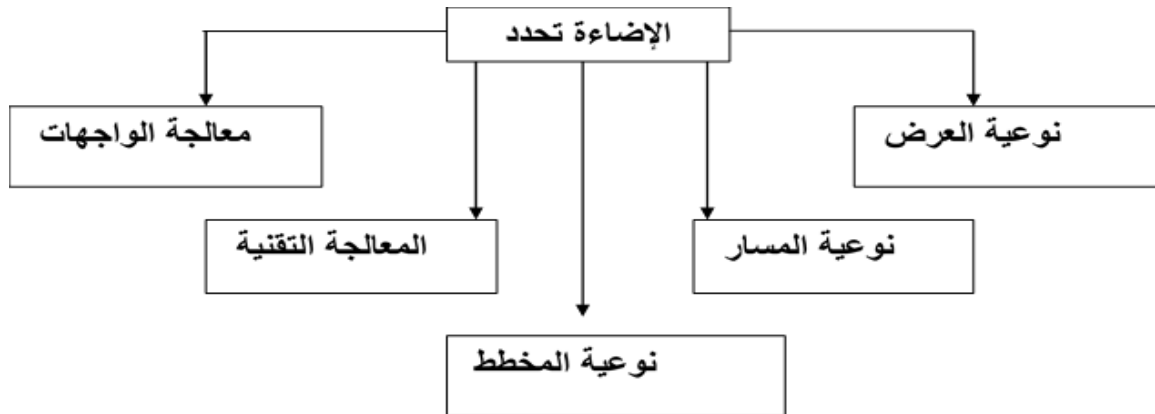 الإضاءة تحدد
نوعية العرض
معالجة الواجهات
نوعية المسار
المعالجة التقنية
نوعية المخطط